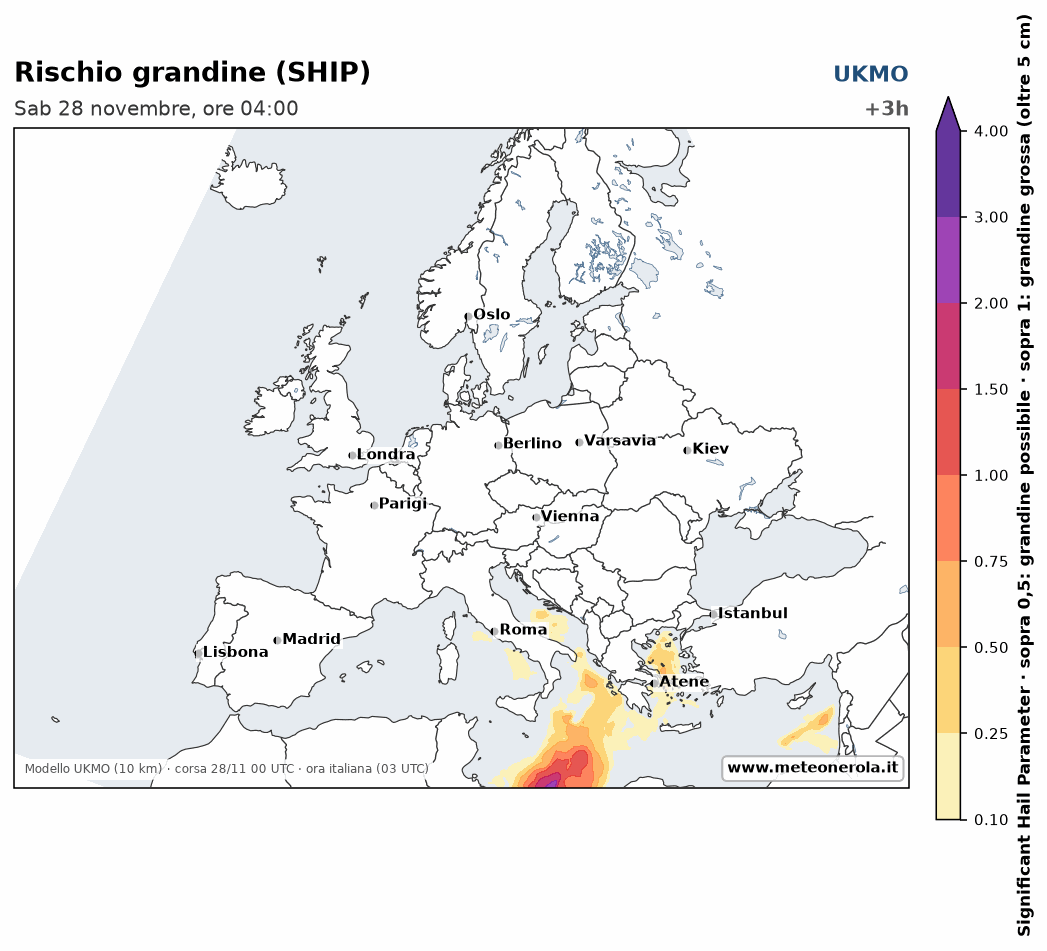 Rischio grandine (SHIP)
UKMO
Sab 28 novembre, ore 04:00
+3h
Oslo
Berlino
Varsavia
Kiev
Londra
Parigi
Vienna
Istanbul
Roma
Madrid
Lisbona
Atene
Modello UKMO (10 km) · corsa 28/11 00 UTC · ora italiana (03 UTC)
www.meteonerola.it
4.00
3.00
2.00
1.50
1.00
0.75
0.50
0.25
0.10
Significant Hail Parameter · sopra 0,5: grandine possibile · sopra 1: grandine grossa (oltre 5 cm)